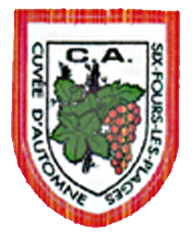 C.A.
CUVÉE D'AUTOMNE
SIX-FOURS-LES-PLAGES